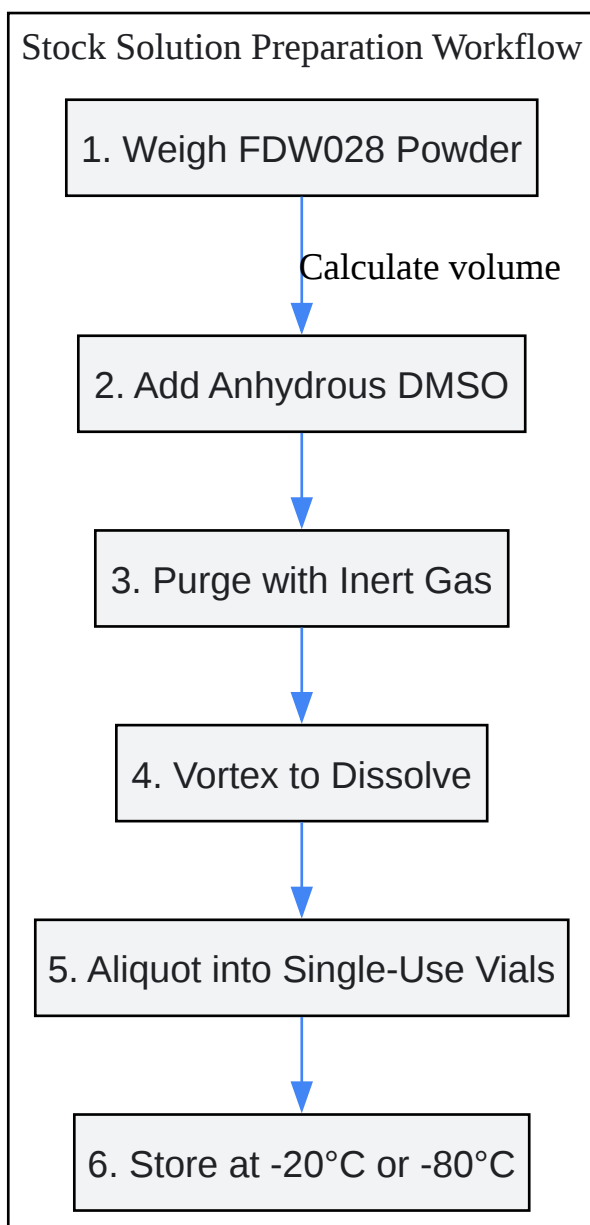 Stock Solution Preparation Workflow
1. Weigh FDW028 Powder
Calculate volume
2. Add Anhydrous DMSO
3. Purge with Inert Gas
4. Vortex to Dissolve
5. Aliquot into Single-Use Vials
6. Store at -20°C or -80°C